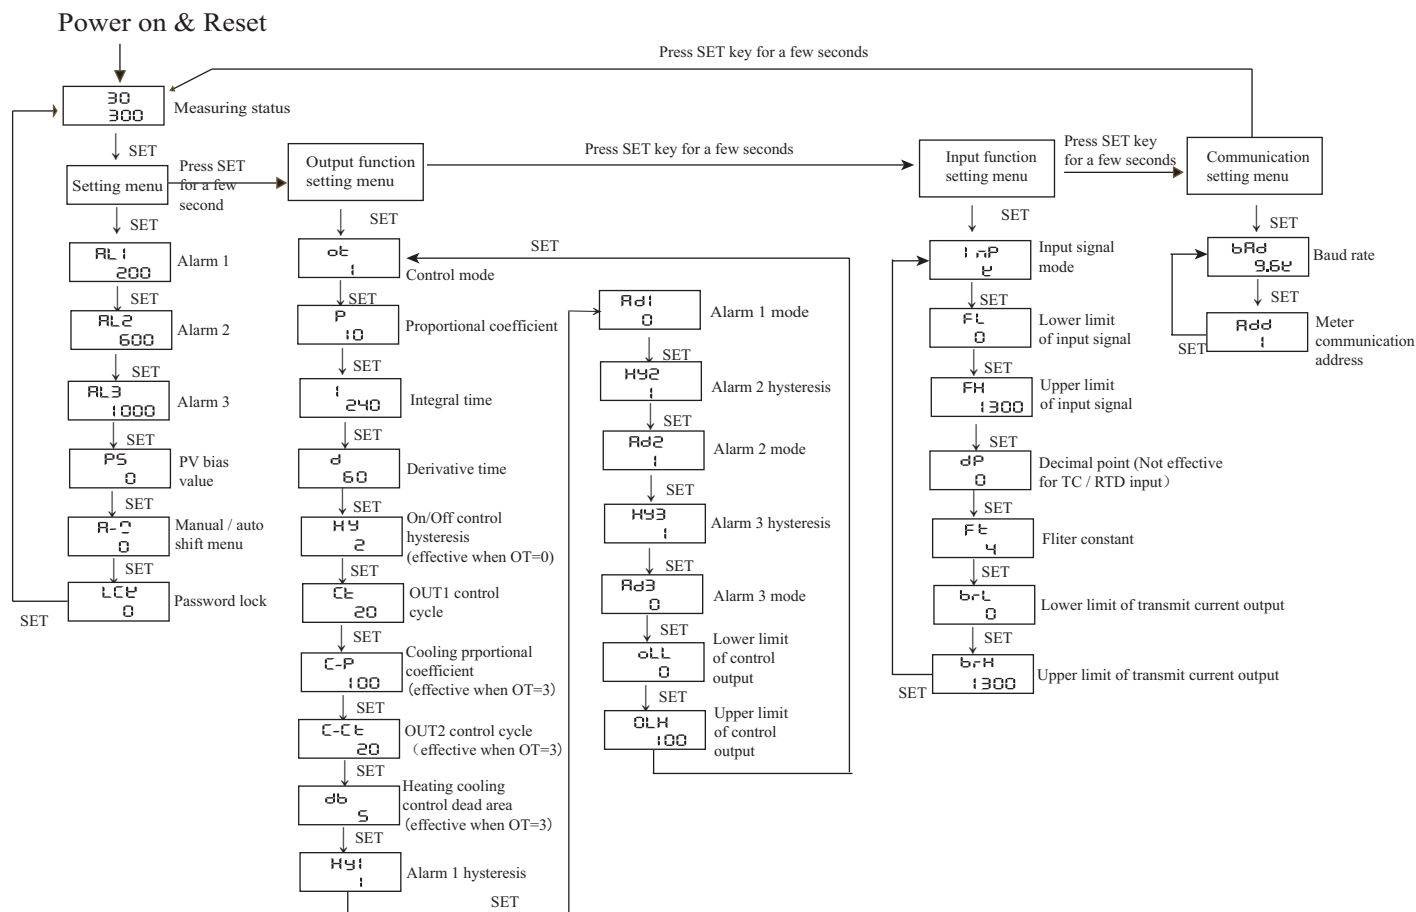 Power on & Reset
Press SET key for a few seconds
30
300
Measuring status
SET
Setting menu
Press SET
for a few
second
Output function
setting menu
Press SET key for a few seconds
Input function
setting menu
Press SET key
for a few seconds
Communication
setting menu
SET
AL1
200
Alarm 1
SET
AL2
600
Alarm 2
SET
AL3
1000
Alarm 3
SET
PS
0
PV bias
value
SET
0
Manual / auto
shift menu
SET
LCK
0
Password lock
SET
SET
ot
1
Control mode
SET
SET
P
10
Proportional coefficient
SET
I
240
Integral time
SET
d
60
Derivative time
SET
HY
2
On/Off control
hysteresis
(effective when OT=0)
SET
Ct
20
OUT1 control
cycle
SET
C-P
100
Cooling prportional
coefficient
(effective when OT=3)
SET
C-Ct
20
OUT2 control cycle
(effective when OT=3)
SET
db
5
Heating cooling
control dead area
(effective when OT=3)
SET
HY1
1
Alarm 1 hysteresis
SET
Ad1
0
Alarm 1 mode
SET
HY2
1
Alarm 2 hysteresis
SET
Ad2
1
Alarm 2 mode
SET
HY3
1
Alarm 3 hysteresis
SET
Ad3
0
Alarm 3 mode
SET
oLL
0
Lower limit
of control
output
SET
OLH
100
Upper limit
of control
output
SET
InP
K
Input signal
mode
SET
FL
0
Lower limit
of input signal
SET
FH
1300
Upper limit
of input signal
SET
dP
0
Decimal point (Not effective
for TC / RTD input)
SET
Ft
4
Fliter constant
SET
brL
0
Lower limit of transmit current output
SET
brH
1300
Upper limit of transmit current output
SET
SET
bAd
9.6K
Baud rate
SET
Add
1
Meter
communication
address
SET